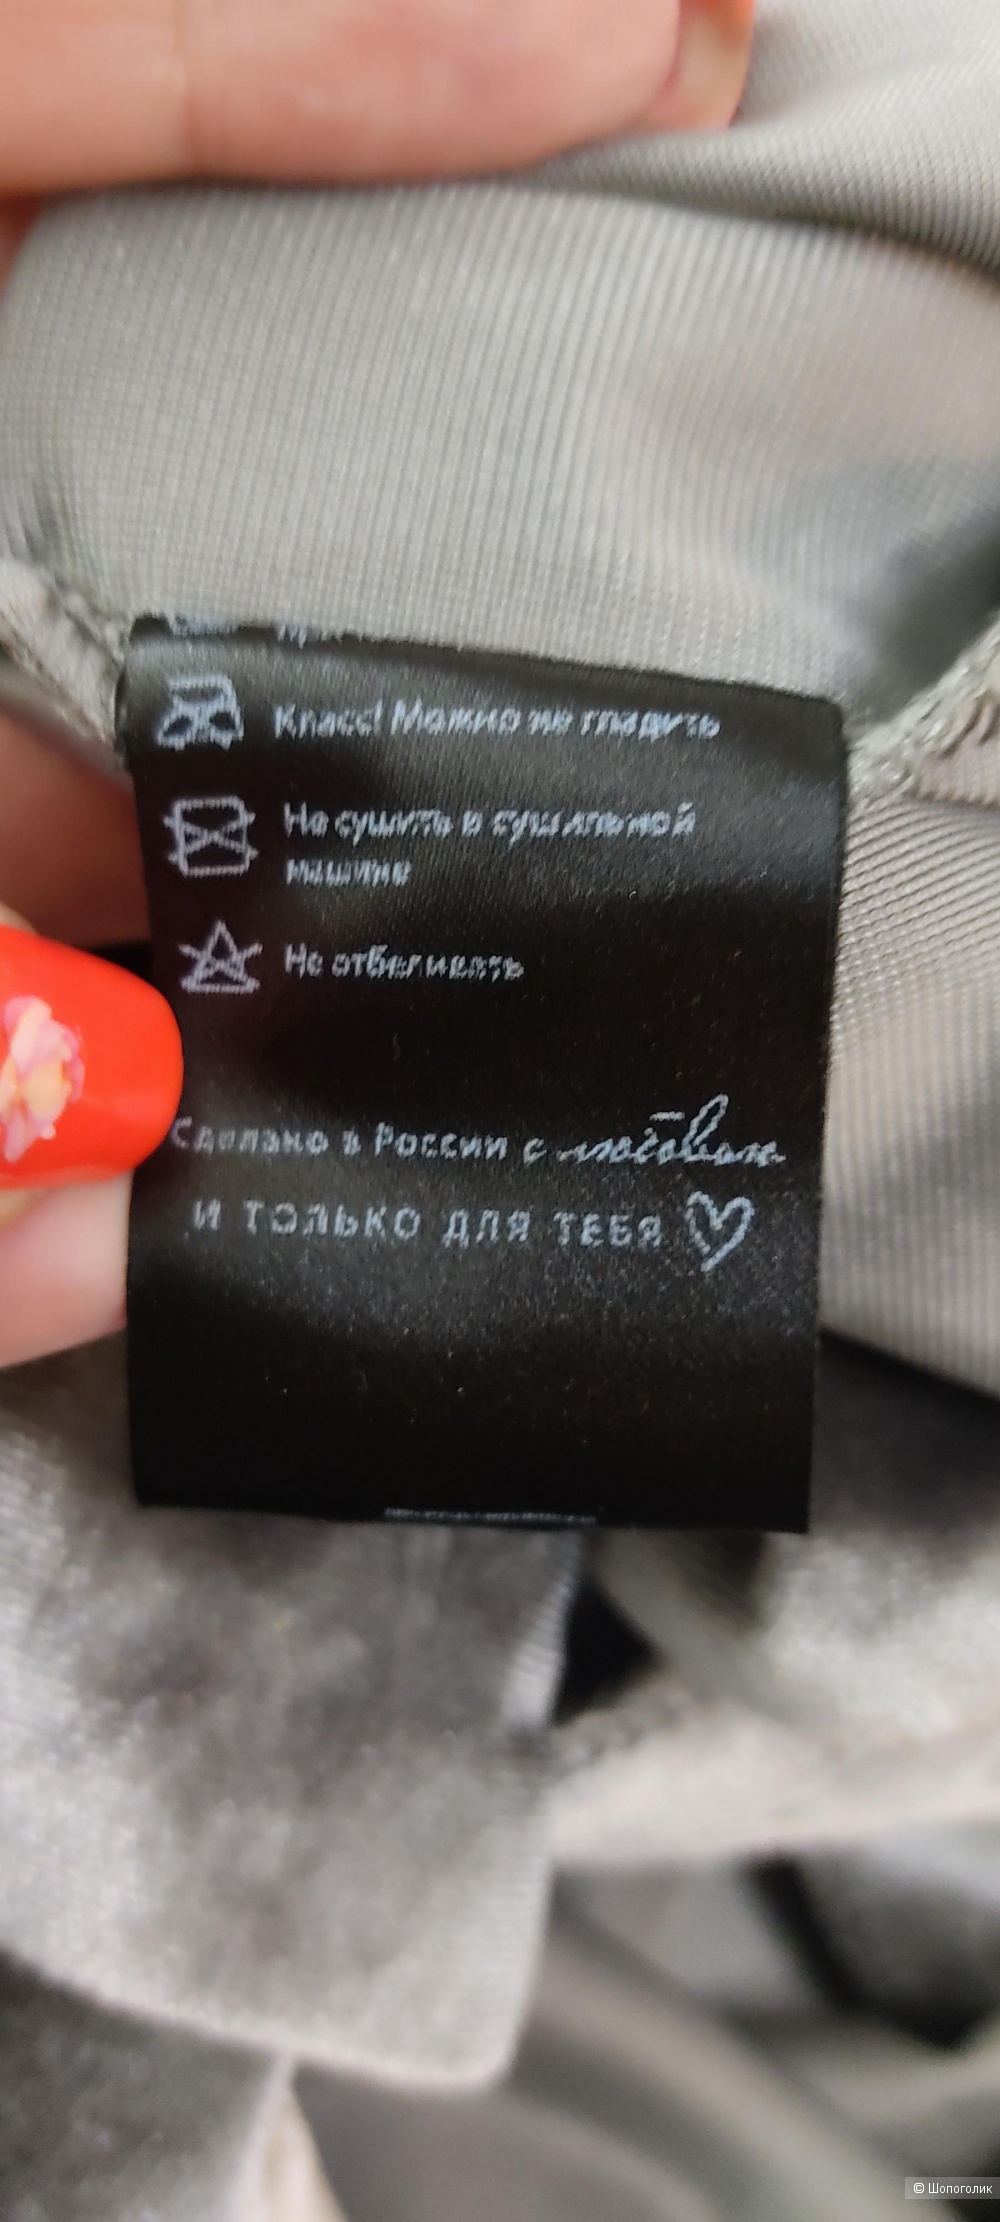 Класс! Можно не гладить
Не сушить в сушильной
машине
Не отбеливать
Сделано в России с любовью
И ТОЛЬКО ДЛЯ ТЕБЯ
© Шопоголик